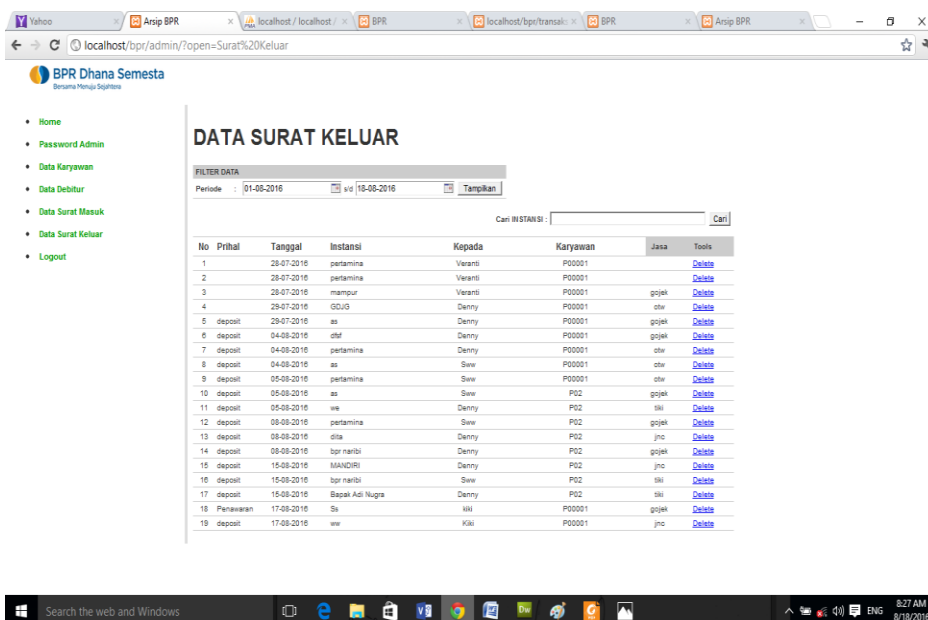 Yahoo Arsip BPR localhost / localhost / BPR localhost/bpr/transaks BPR Arsip BPR
localhost/bpr/admin/?open=Surat%20Keluar
BPR Dhana Semesta
Bersama Menuju Sejahtera
Home
Password Admin
Data Karyawan
Data Debitur
Data Surat Masuk
Data Surat Keluar
Logout
DATA SURAT KELUAR
FILTER DATA
Periode : 01-08-2016 s/d 18-08-2016 Tampilkan
Cari INSTANSI : Cari
No Prihal Tanggal Instansi Kepada Karyawan Jasa Tools
1 28-07-2016 pertamina Veranti P00001 Delete
2 28-07-2016 pertamina Veranti P00001 Delete
3 28-07-2016 mampur Veranti P00001 gojek Delete
4 29-07-2016 GDJG Denny P00001 otw Delete
5 deposit 29-07-2016 as Denny P00001 gojek Delete
6 deposit 04-08-2016 dfsf Denny P00001 gojek Delete
7 deposit 04-08-2016 pertamina Denny P00001 otw Delete
8 deposit 04-08-2016 as Sww P00001 otw Delete
9 deposit 05-08-2016 pertamina Sww P00001 otw Delete
10 deposit 05-08-2016 as Sww P02 gojek Delete
11 deposit 05-08-2016 we Denny P02 tiki Delete
12 deposit 08-08-2016 pertamina Sww P02 gojek Delete
13 deposit 08-08-2016 dita Denny P02 jnc Delete
14 deposit 08-08-2016 bpr naribi Denny P02 gojek Delete
15 deposit 15-08-2016 MANDIRI Denny P02 jnc Delete
16 deposit 15-08-2016 bpr naribi Sww P02 tiki Delete
17 deposit 15-08-2016 Bapak Adi Nugra Denny P02 tiki Delete
18 Penawaran 17-08-2016 Ss kiki P00001 gojek Delete
19 deposit 17-08-2016 ww Kiki P00001 jnc Delete
Search the web and Windows ENG 8:27 AM
8/18/2016